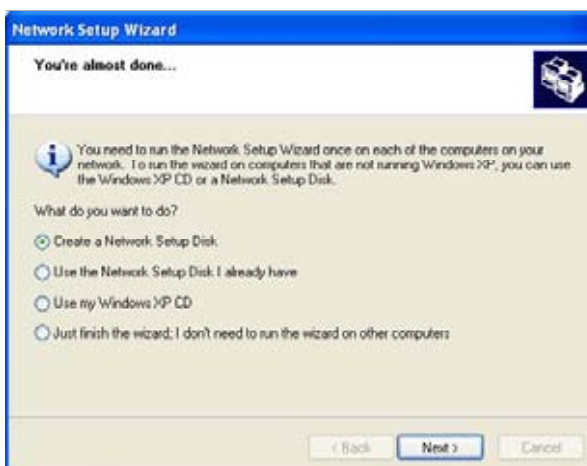 Network Setup Wizard
You're almost done...
You need to run the Network Setup Wizard once on each of the computers on your
network. To run the wizard on computers that are not running Windows XP, you can use
the Windows XP CD or a Network Setup Disk.
What do you want to do?
Create a Network Setup Disk
Use the Network Setup Disk I already have
Use my Windows XP CD
Just finish the wizard; I don't need to run the wizard on other computers
< Back
Next >
Cancel